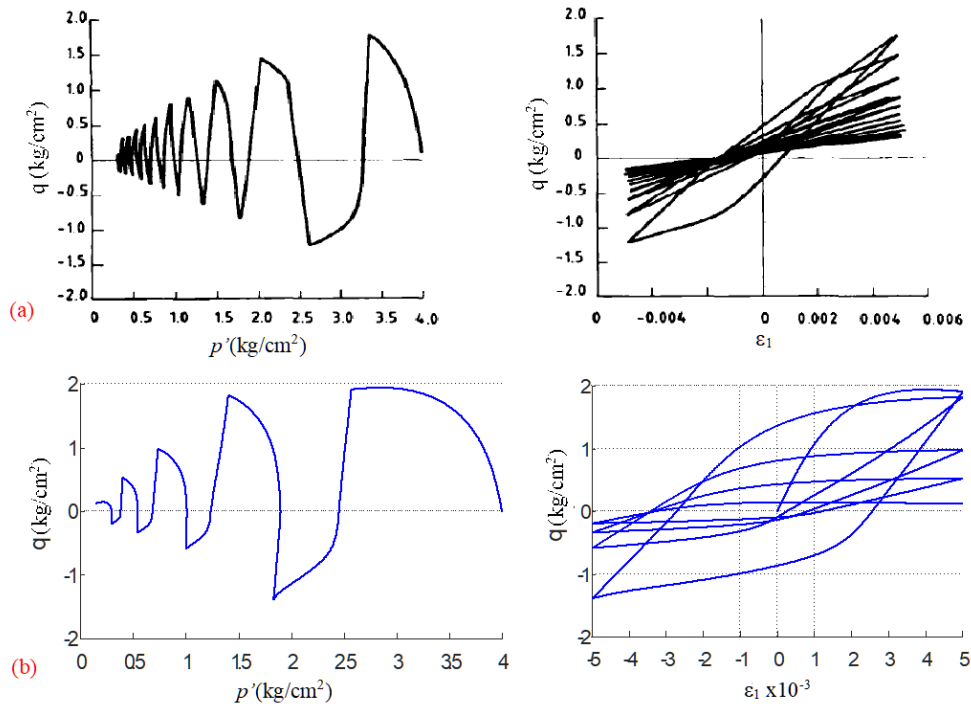 2.0
1.5
1.0
0.5
0
-0.5
-1.0
1.5
2.0
q (kg/cm²)
0 0.5 1.0 1.5 2.0 2.5 3.0 3.5 4.0
p'(kg/cm²)
(a)
2.0
1.5
1.0
0.5
0
-0.5
-1.0
1.5
2.0
q (kg/cm²)
0 -0.004 0 0.002 0.004 0.006
ε₁
2
1
0
-1
-2
q (kg/cm²)
0 0.5 1 1.5 2 2.5 3 3.5 4
p'(kg/cm²)
(b)
2
1
0
-1
2
q (kg/cm²)
-5 -4 -3 -2 -1 0 1 2 3 4 5
ε₁ x10⁻³